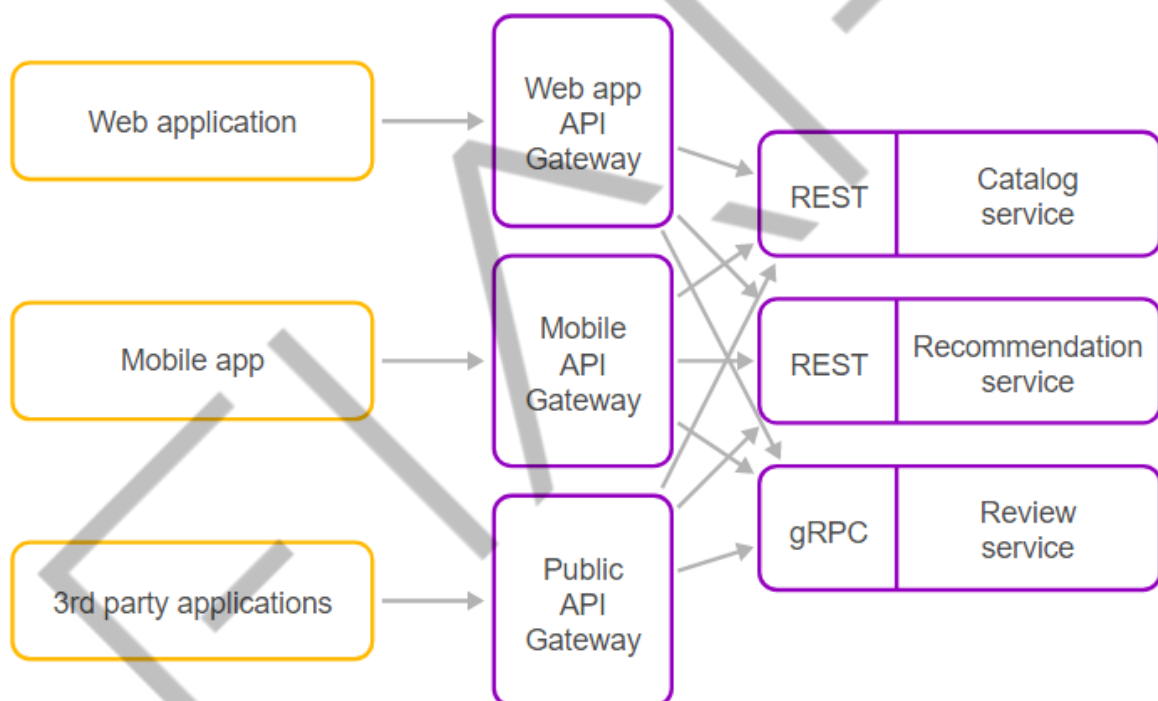 Web application
Web app
API
Gateway
REST
Catalog
service
Mobile app
Mobile
API
Gateway
REST
Recommendation
service
3rd party applications
Public
API
Gateway
gRPC
Review
service